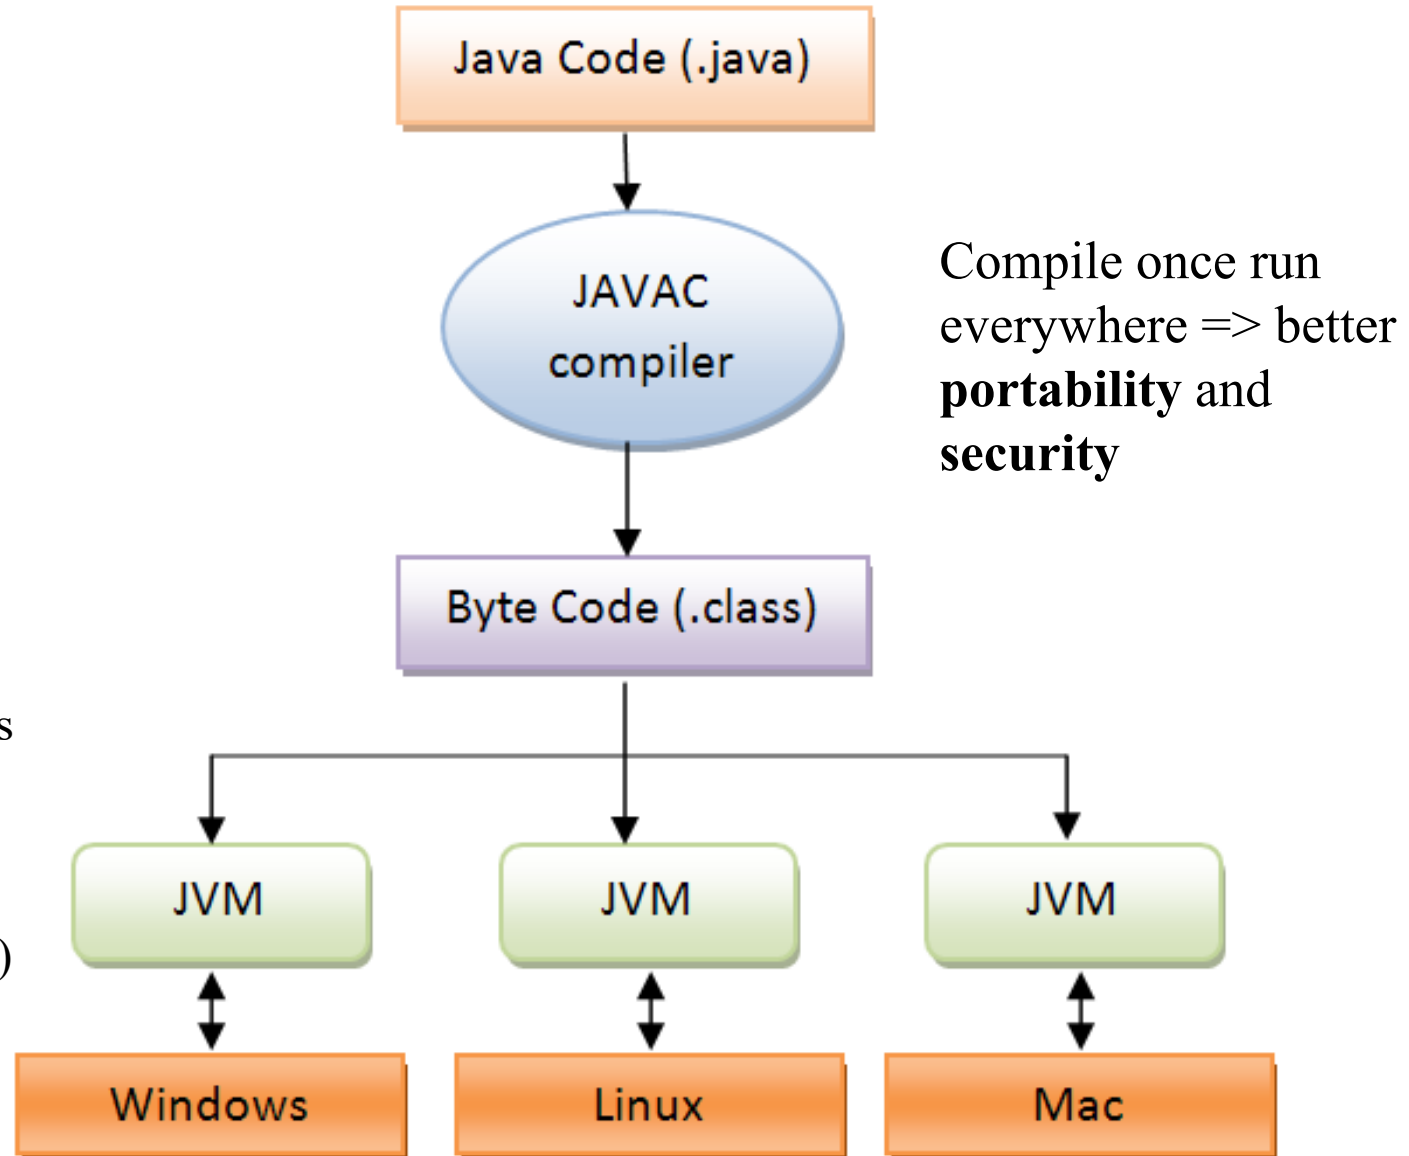 Java Code (.java)
JAVAC
compiler
Compile once run
everywhere => better
portability and
security
Byte Code (.class)
s
JVM
JVM
JVM
)
Windows
Linux
Mac